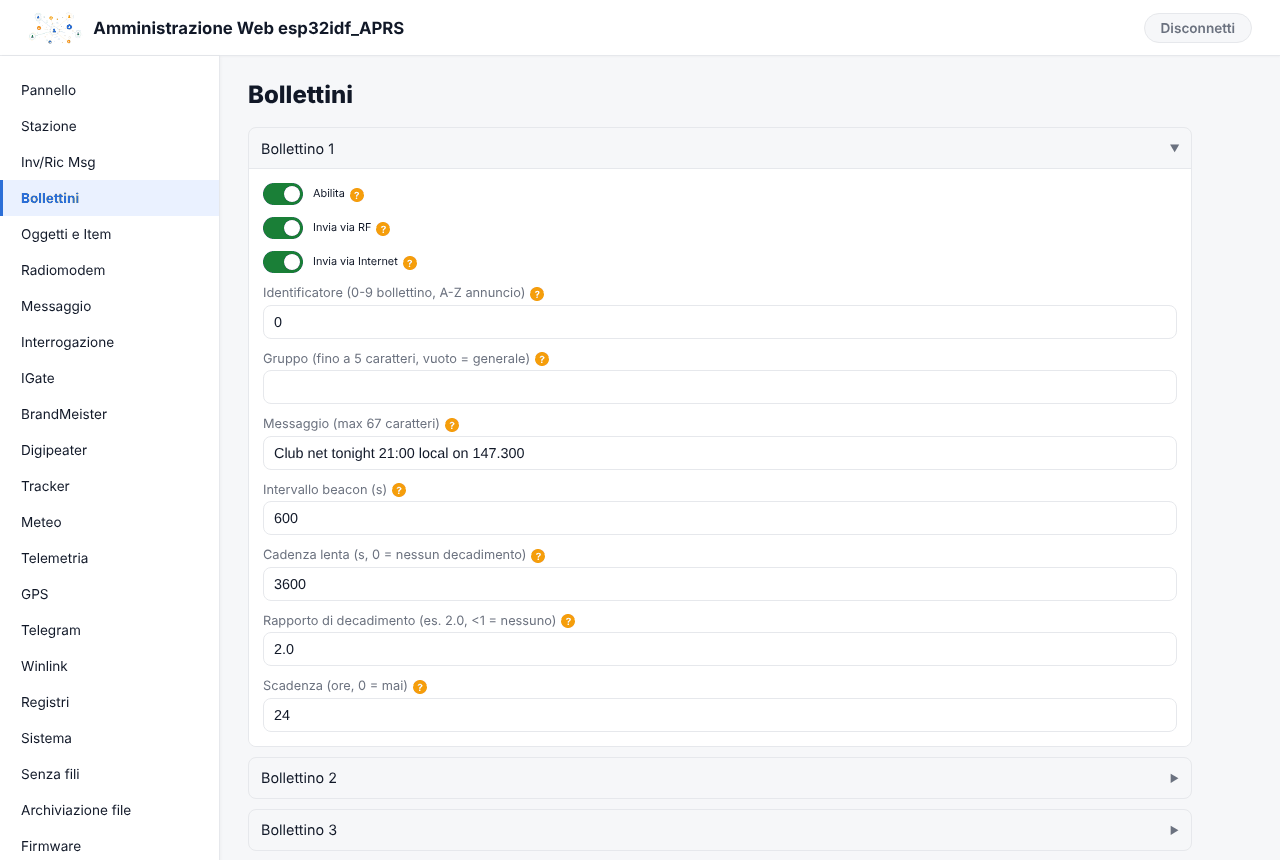 Amministrazione Web esp32idf_APRS
Disconnetti
Pannello
Stazione
Inv/Ric Msg
Bollettini
Oggetti e Item
Radiomodem
Messaggio
Interrogazione
IGate
BrandMeister
Digipeater
Tracker
Meteo
Telemetria
GPS
Telegram
Winlink
Registri
Sistema
Senza fili
Archiviazione file
Firmware
Bollettini
Bollettino 1
Abilita ?
Invia via RF ?
Invia via Internet ?
Identificatore (0-9 bollettino, A-Z annuncio) ?
0
Gruppo (fino a 5 caratteri, vuoto = generale) ?
Messaggio (max 67 caratteri) ?
Club net tonight 21:00 local on 147.300
Intervallo beacon (s) ?
600
Cadenza lenta (s, 0 = nessun decadimento) ?
3600
Rapporto di decadimento (es. 2.0, <1 = nessuno) ?
2.0
Scadenza (ore, 0 = mai) ?
24
Bollettino 2
Bollettino 3